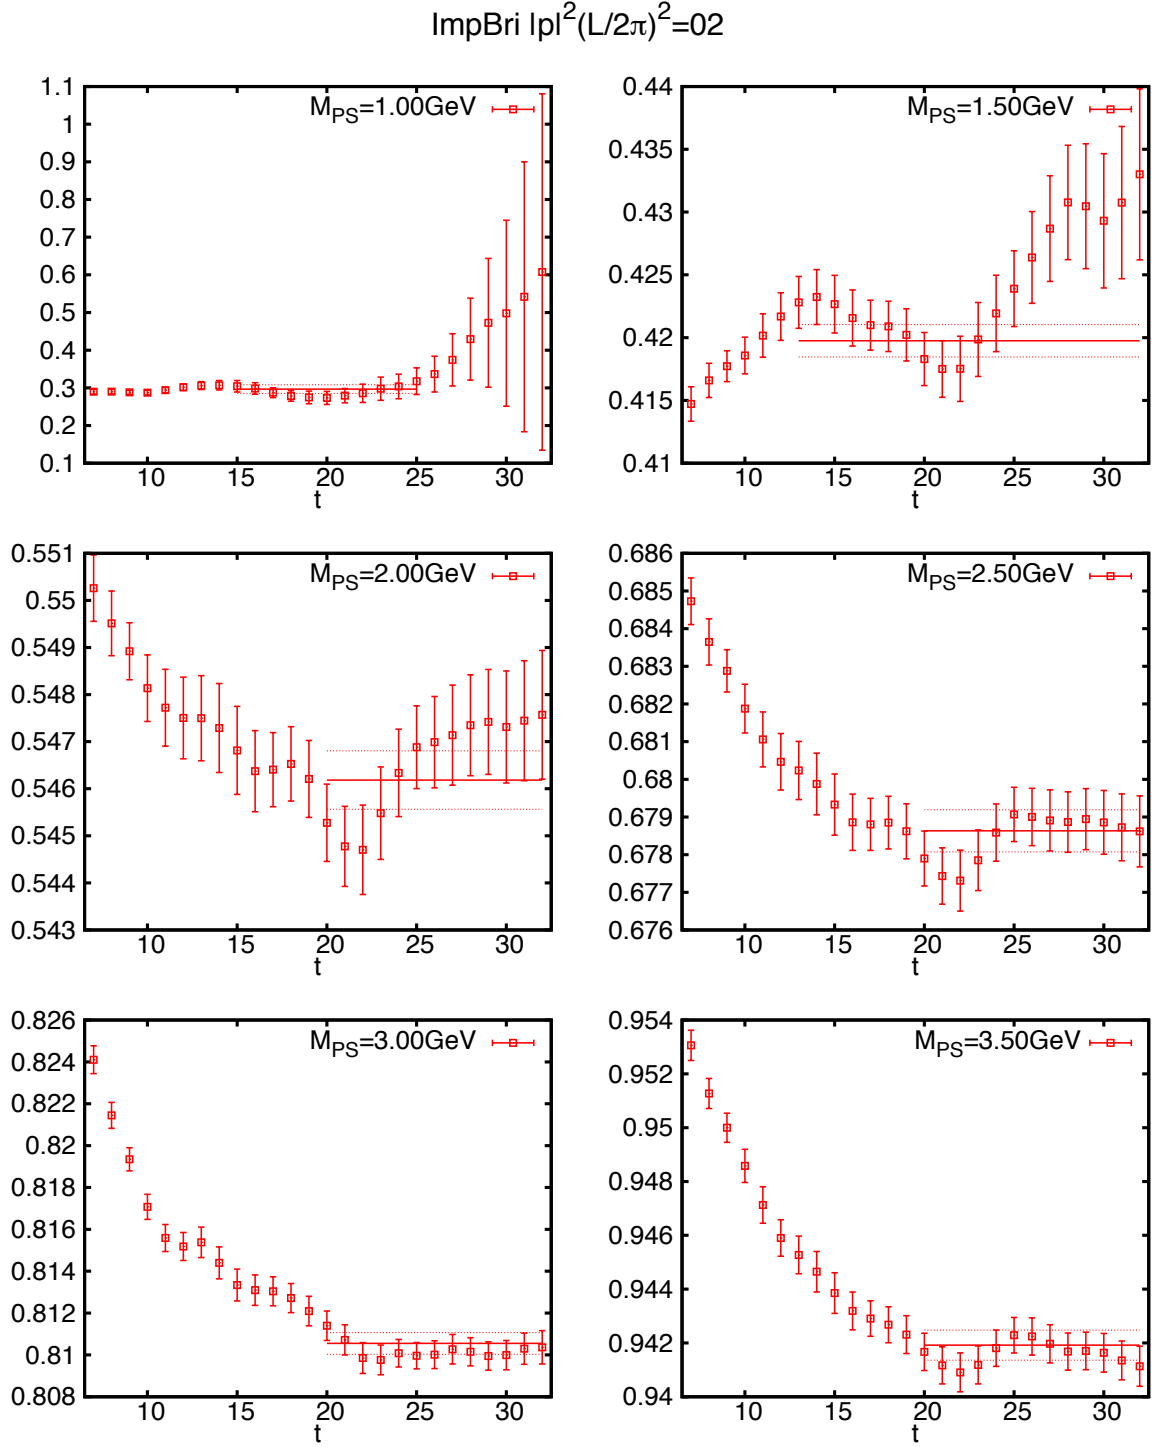 ImpBri |p|²(L/2π)²=02
M_PS=1.00GeV
1.1
1
0.9
0.8
0.7
0.6
0.5
0.4
0.3
0.2
0.1
10 15 20 25 30
t
M_PS=1.50GeV
0.44
0.435
0.43
0.425
0.42
0.415
0.41
10 15 20 25 30
t
M_PS=2.00GeV
0.551
0.55
0.549
0.548
0.547
0.546
0.545
0.544
0.543
10 15 20 25 30
t
M_PS=2.50GeV
0.686
0.685
0.684
0.683
0.682
0.681
0.68
0.679
0.678
0.677
0.676
10 15 20 25 30
t
M_PS=3.00GeV
0.826
0.824
0.822
0.82
0.818
0.816
0.814
0.812
0.81
0.808
10 15 20 25 30
t
M_PS=3.50GeV
0.954
0.952
0.95
0.948
0.946
0.944
0.942
0.94
10 15 20 25 30
t